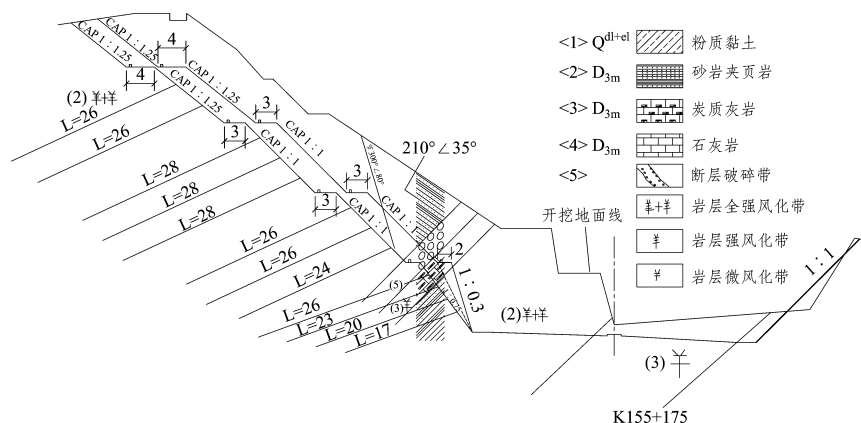 <1> Qdl+el 粉质黏土
<2> D3m 砂岩夹页岩
<3> D3m 炭质灰岩
<4> D3m 石灰岩
<5> 断层破碎带
岩层全强风化带
岩层强风化带
岩层微风化带
CAP 1：1.25
CAP 1：1.25
4
4
CAP 1：1.25
CAP 1：1.25
(2)
3
3
CAP 1：1
CAP 1：1
3
3
CAP 1：1
CAP 1：1
300°∠80°
210°∠35°
2
1：0.3
L=26
L=26
L=28
L=28
L=28
L=26
L=26
L=24
L=26
L=23
L=20
L=17
(5)
(3)
(2)
开挖地面线
1：1
(3)
K155+175